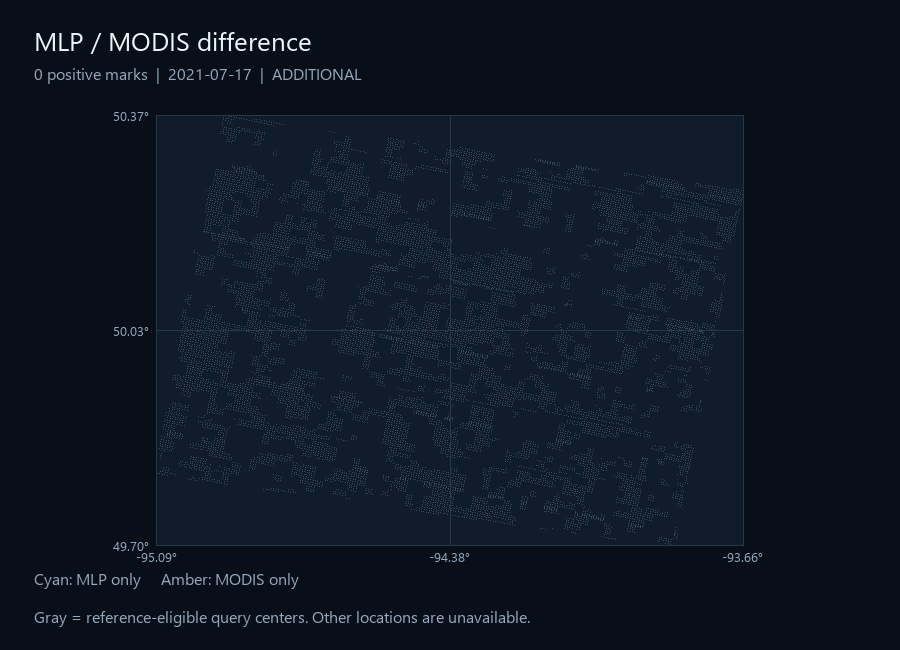 MLP / MODIS difference
0 positive marks | 2021-07-17 | ADDITIONAL
50.37°
50.03°
49.70°
-95.09° -94.38° -93.66°
Cyan: MLP only Amber: MODIS only
Gray = reference-eligible query centers. Other locations are unavailable.